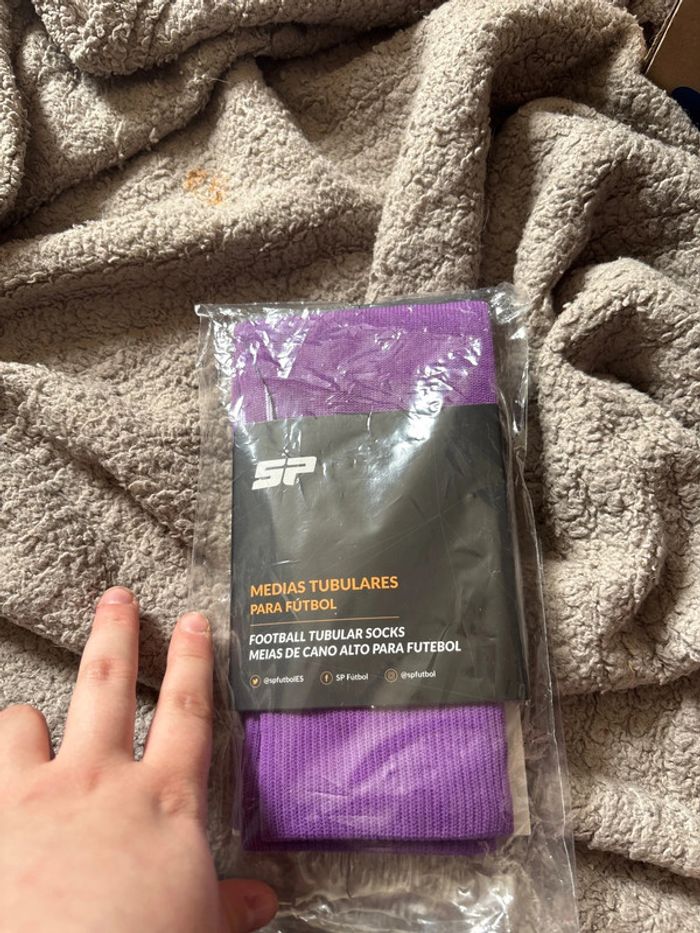 SP
MEDIAS TUBULARES
PARA FÚTBOL
FOOTBALL TUBULAR SOCKS
MEIAS DE CANO ALTO PARA FUTEBOL
@spfutbolES SP Fútbol @spfutbol